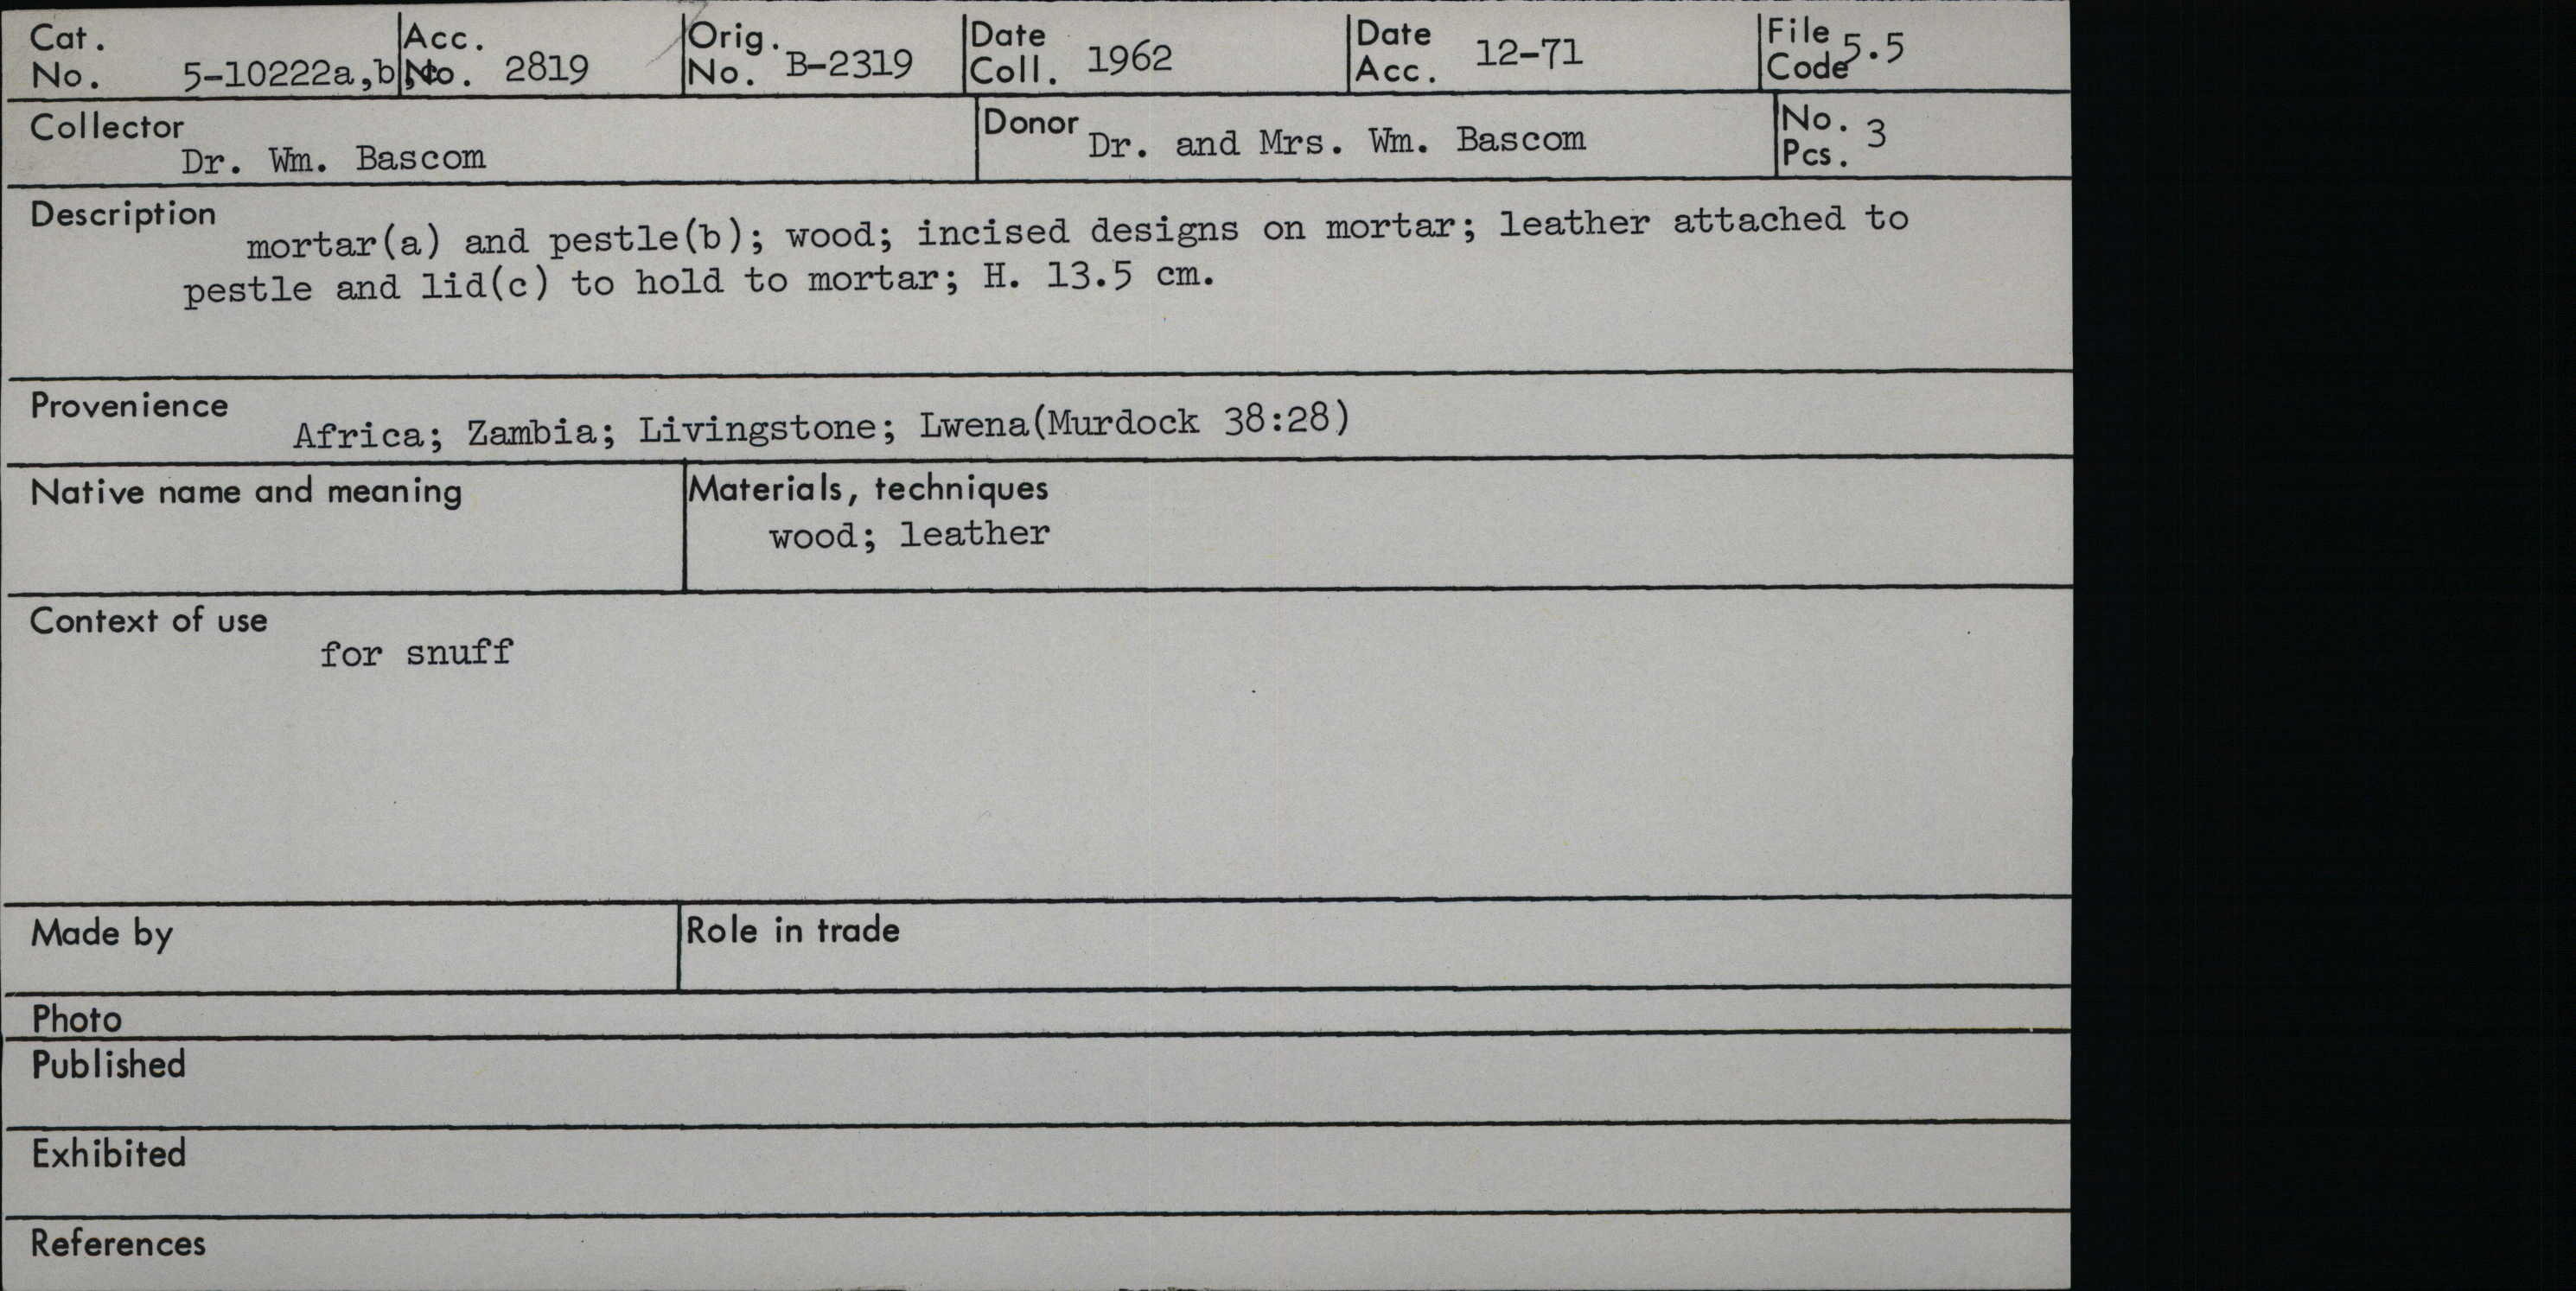 Cat. No. 5-10222a,b,c Acc. No. 2819 Orig. No. B-2319 Date Coll. 1962 Date Acc. 12-71 File Code 5.5
Collector Dr. Wm. Bascom Donor Dr. and Mrs. Wm. Bascom No. Pcs. 3
Description mortar(a) and pestle(b); wood; incised designs on mortar; leather attached to
pestle and lid(c) to hold to mortar; H. 13.5 cm.
Provenience Africa; Zambia; Livingstone; Lwena(Murdock 38:28)
Native name and meaning Materials, techniques
wood; leather
Context of use
for snuff
Made by Role in trade
Photo
Published
Exhibited
References